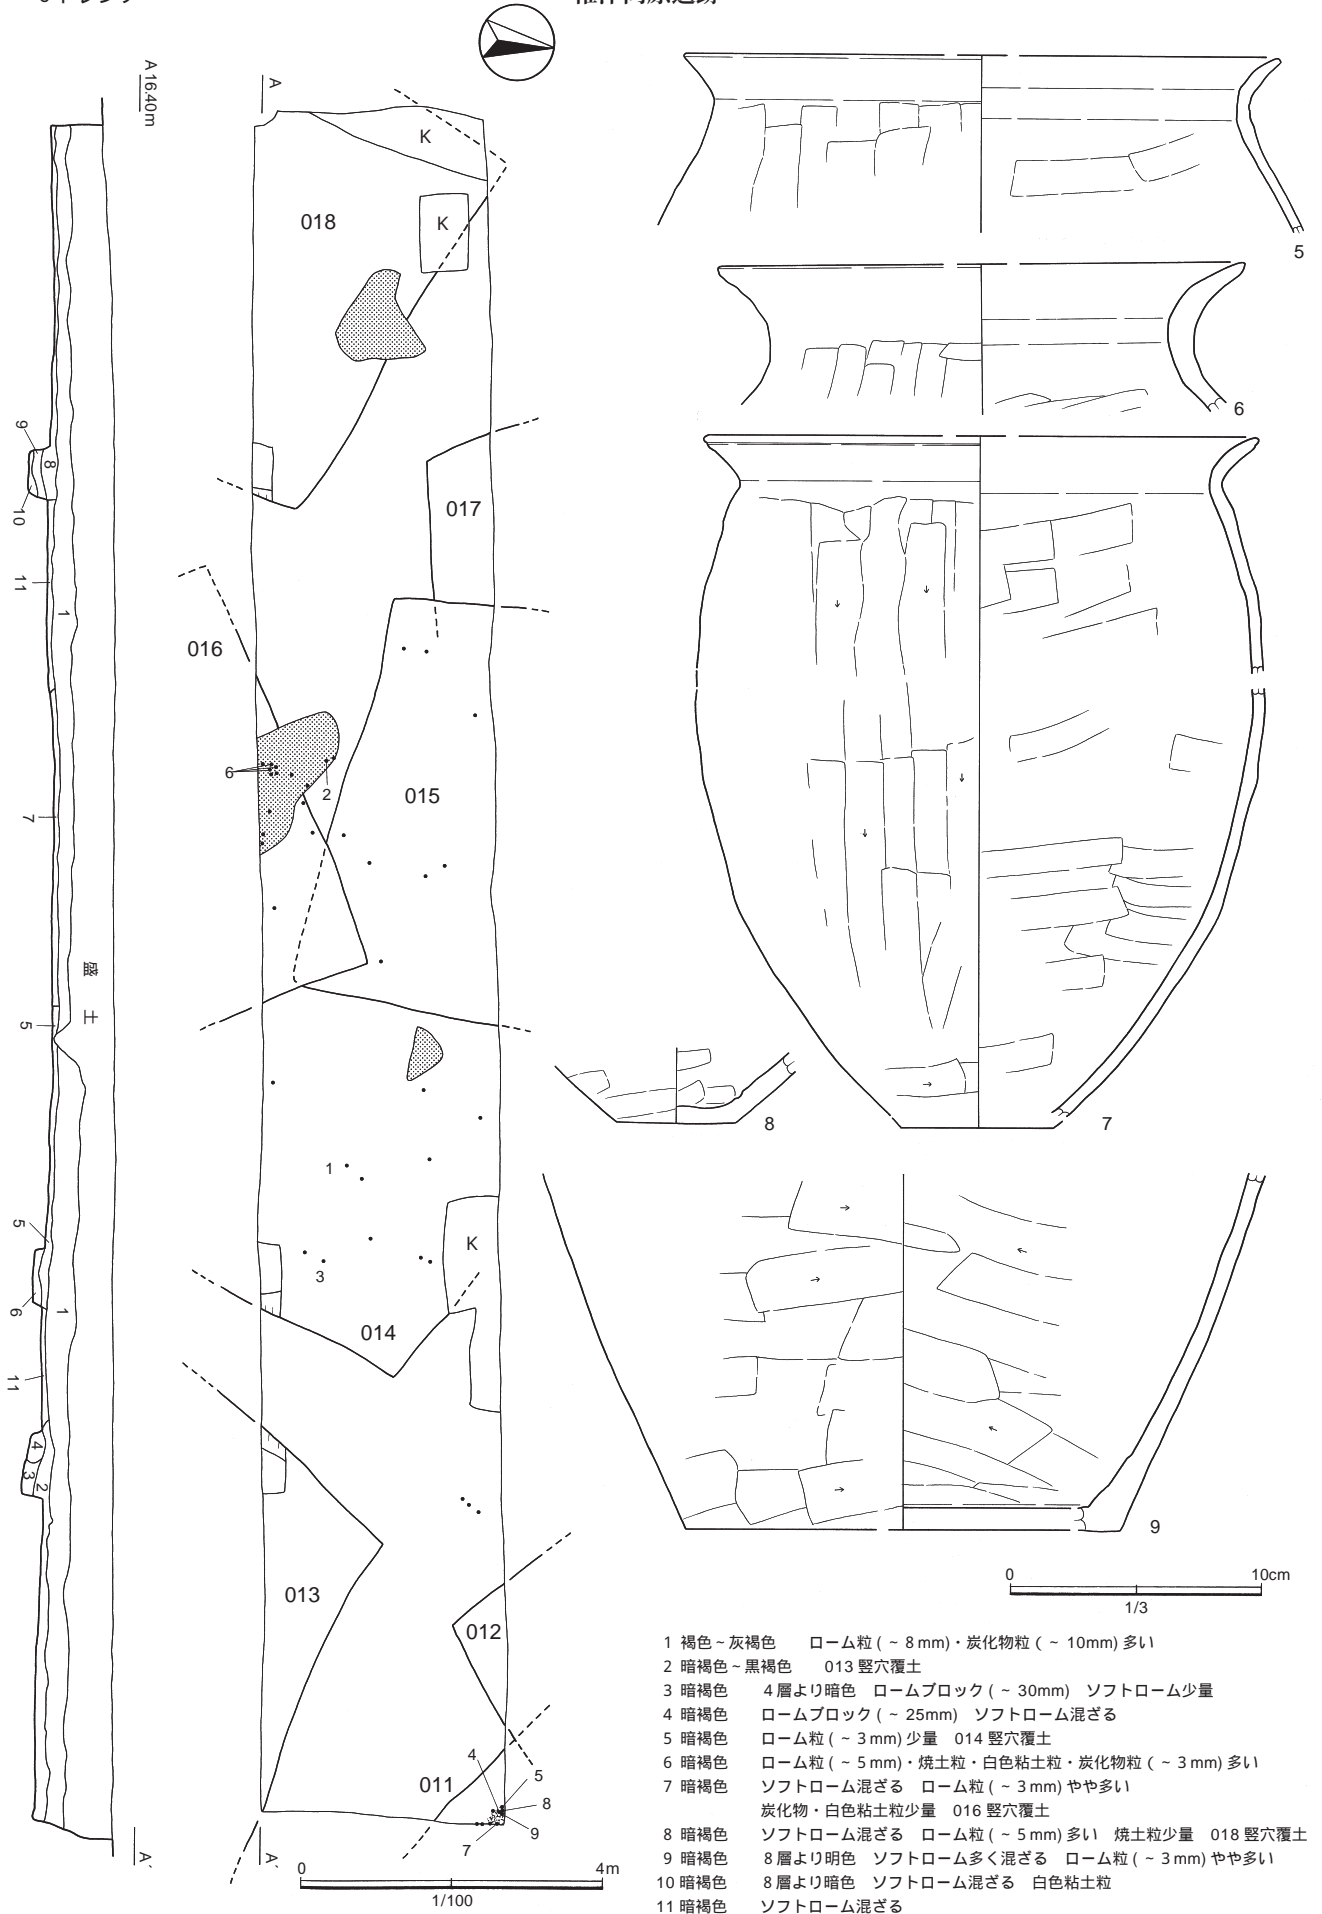 A 16.40m
A
K
K
018
017
016
015
6
2
1
3
K
014
013
012
011
4
5
8
9
7
9
8
10
11
1
7
盛土
5
5
6
1
11
4
3
2
A´
A´
0 4m
1/100
5
6
7
8
9
0 10cm
1/3
1 褐色~灰褐色 ローム粒(~8mm)・炭化物粒(~10mm)多い
2 暗褐色~黒褐色 013竪穴覆土
3 暗褐色 4層より暗色 ロームブロック(~30mm) ソフトローム少量
4 暗褐色 ロームブロック(~25mm) ソフトローム混ざる
5 暗褐色 ローム粒(~3mm)少量 014竪穴覆土
6 暗褐色 ローム粒(~5mm)・焼土粒・白色粘土粒・炭化物粒(~3mm)多い
7 暗褐色 ソフトローム混ざる ローム粒(~3mm)やや多い
炭化物・白色粘土粒少量 016竪穴覆土
8 暗褐色 ソフトローム混ざる ローム粒(~5mm)多い 焼土粒少量 018竪穴覆土
9 暗褐色 8層より明色 ソフトローム多く混ざる ローム粒(~3mm)やや多い
10 暗褐色 8層より暗色 ソフトローム混ざる 白色粘土粒
11 暗褐色 ソフトローム混ざる